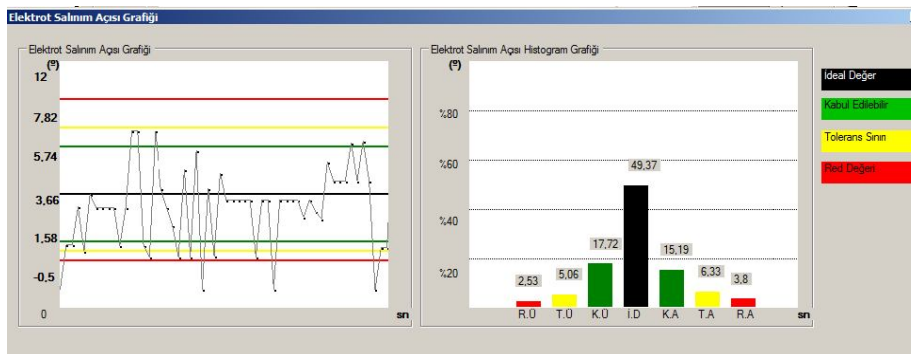 Elektrot Salınım Açısı Grafiği
Elektrot Salınım Açısı Grafiği
(º)
12
7,82
5,74
3,66
1,58
-0,5
0
sn
Elektrot Salınım Açısı Histogram Grafiği
(º)
%80
%60
%40
%20
2,53
5,06
17,72
49,37
15,19
6,33
3,8
R.Ü
T.Ü
K.Ü
İ.D
K.A
T.A
R.A
sn
İdeal Değer
Kabul Edilebilir
Tolerans Sınırı
Red Değeri